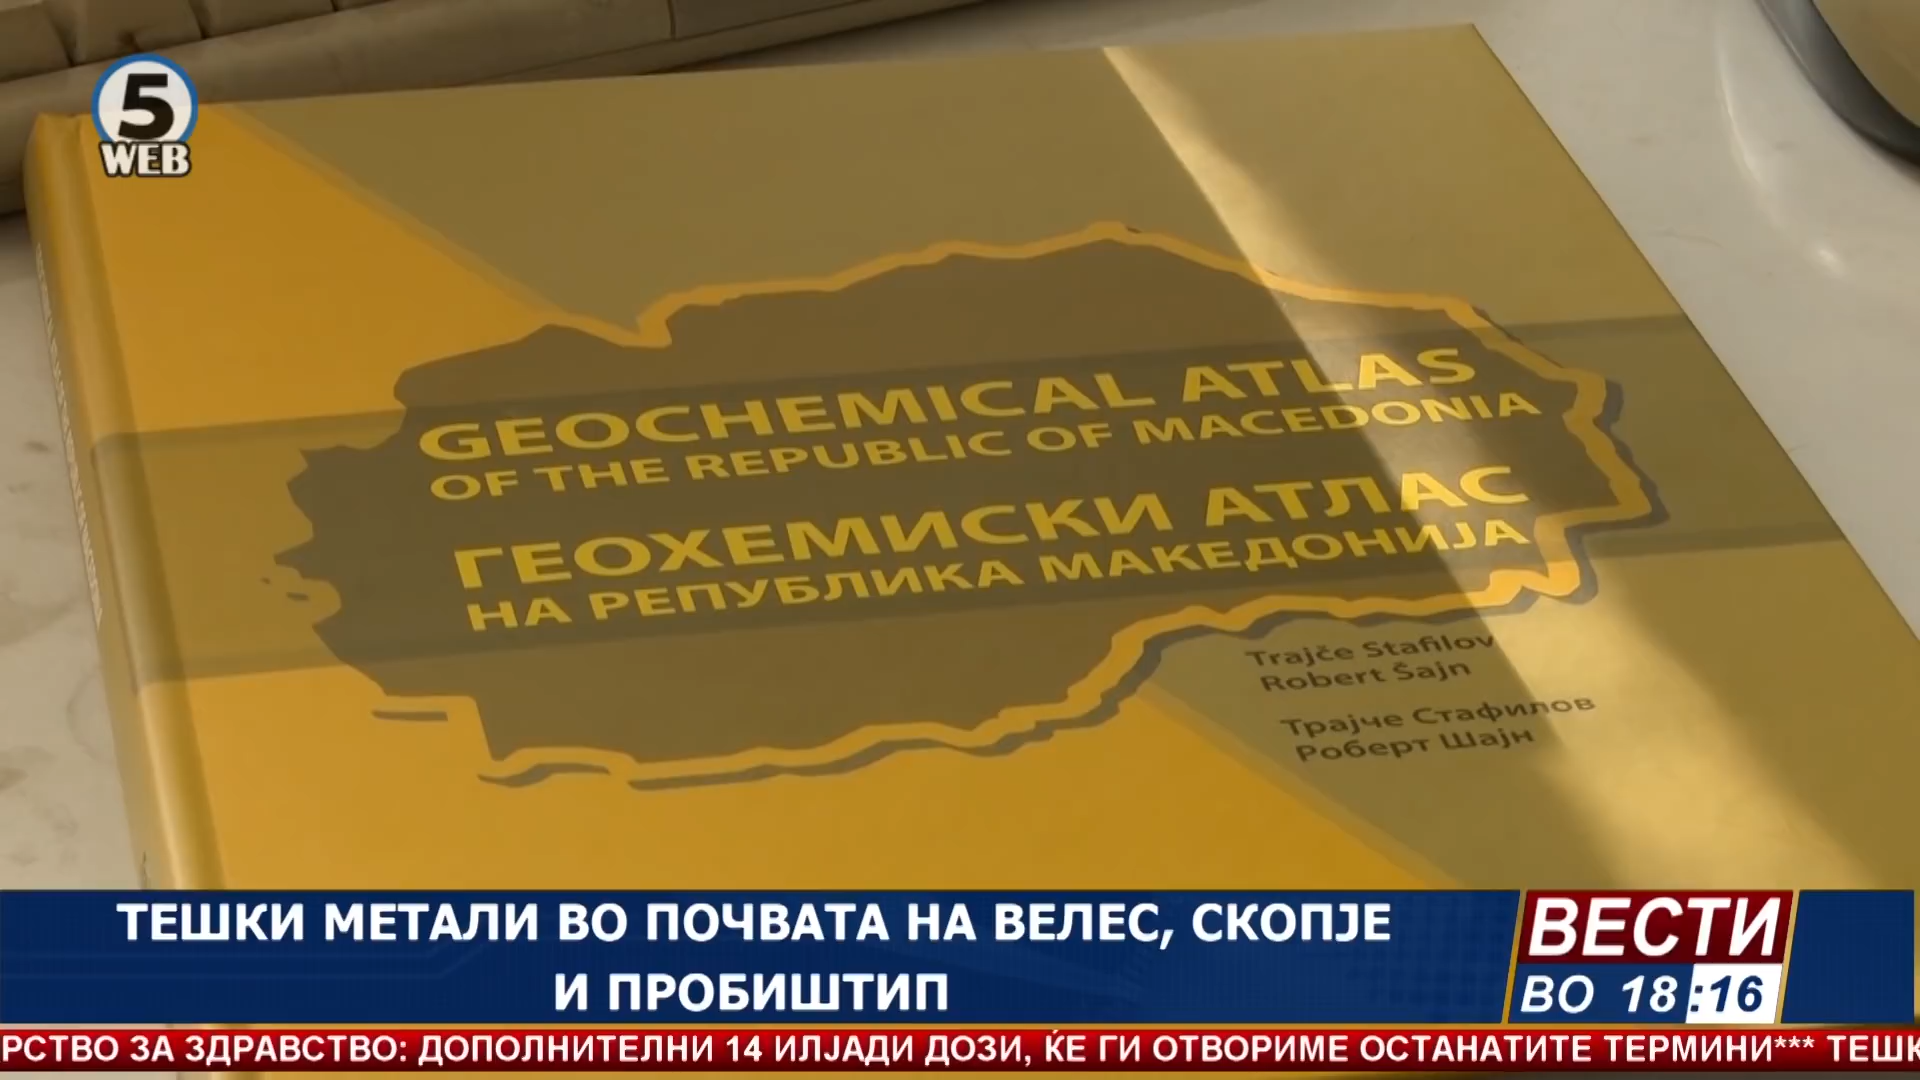 5
WEB
GEOCHEMICAL ATLAS
OF THE REPUBLIC OF MACEDONIA
ГЕОХЕМИСКИ АТЛАС
НА РЕПУБЛИКА МАКЕДОНИЈА
Trajče Stafilov
Robert Šajn
Трајче Стафилов
Роберт Шајн
ТЕШКИ МЕТАЛИ ВО ПОЧВАТА НА ВЕЛЕС, СКОПЈЕ
И ПРОБИШТИП
ВЕСТИ
ВО 18:16
РСТВО ЗА ЗДРАВСТВО: ДОПОЛНИТЕЛНИ 14 ИЛЈАДИ ДОЗИ, ЌЕ ГИ ОТВОРИМЕ ОСТАНАТИТЕ ТЕРМИНИ*** ТЕШК